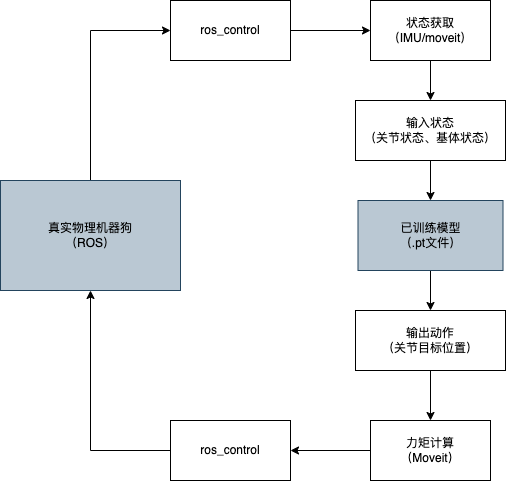 ros_control
状态获取
（IMU/moveit）
输入状态
（关节状态、基体状态）
真实物理机器狗
（ROS）
已训练模型
（.pt文件）
输出动作
（关节目标位置）
ros_control
力矩计算
（Moveit）